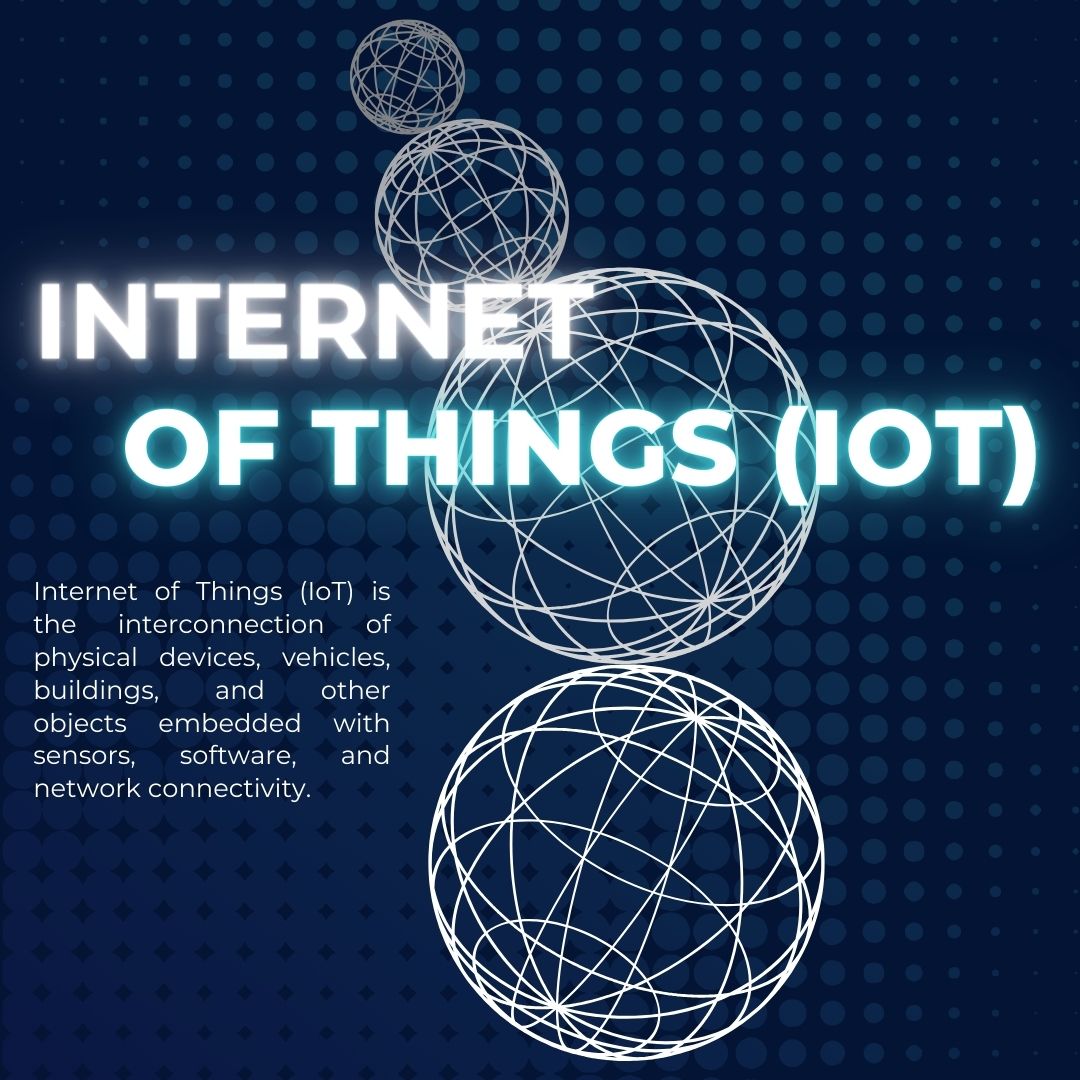 INTERNET
OF THINGS (IOT)
Internet of Things (IoT) is
the interconnection of
physical devices, vehicles,
buildings, and other
objects embedded with
sensors, software, and
network connectivity.